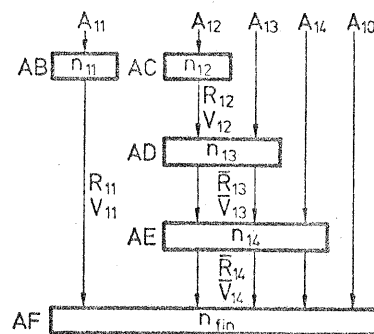 A11 A12 A13 A14 A10
AB n11 AC n12
R12
V12
AD n13
R11
V11
R̅13
V̅13
AE n14
R̅14
V̅14
AF nfin